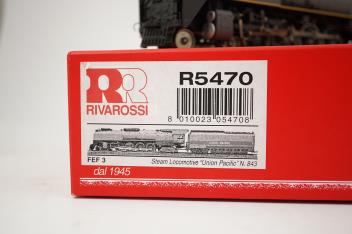 RR
RIVAROSSI
R5470
8 010023 054708
FEF 3
Steam Locomotive "Union Pacific" N. 843
dal 1945